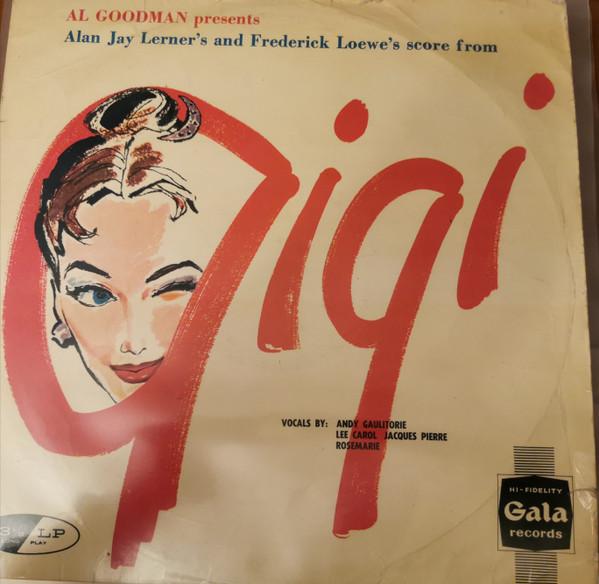 AL GOODMAN presents
Alan Jay Lerner's and Frederick Loewe's score from
Gigi
VOCALS BY: ANDY GAULITORIE
LEE CAROL JACQUES PIERRE
ROSEMARIE
HI-FIDELITY
Gala
records
LP
PLAY